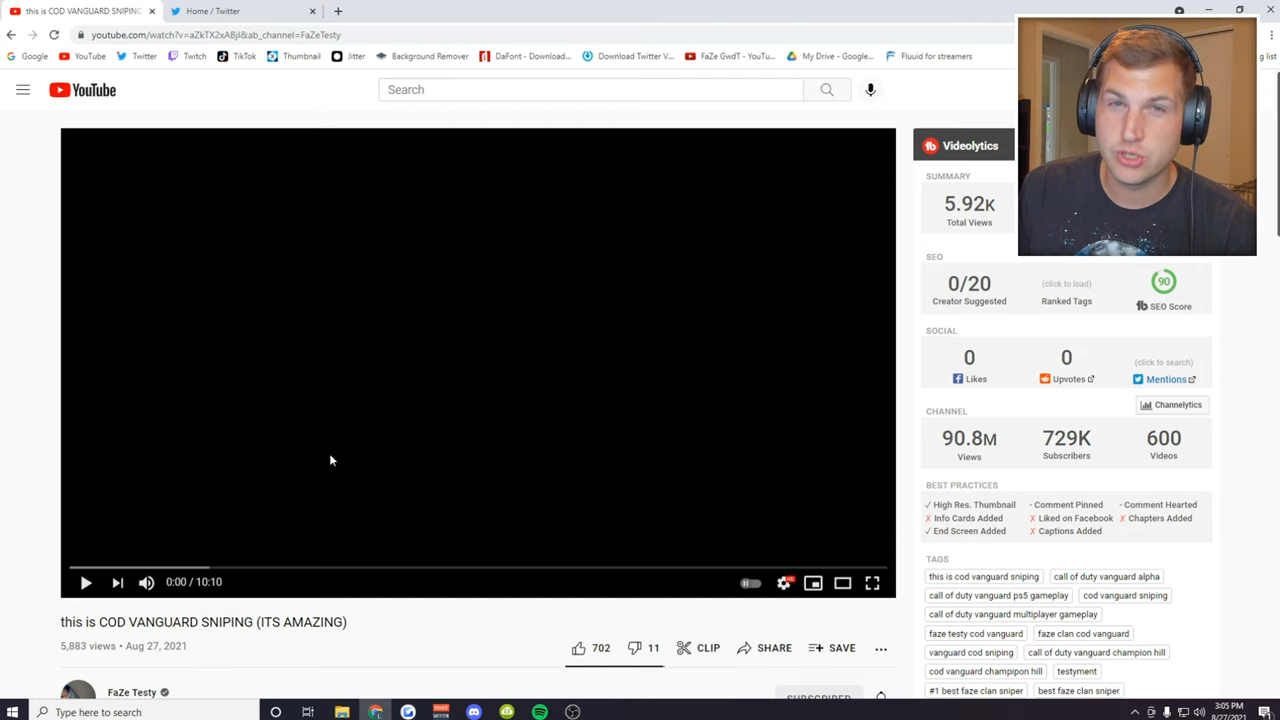 this is COD VANGUARD SNIPING
Home / Twitter
youtube.com/watch?v=aZkTX2xABjI&ab_channel=FaZeTesty
Google YouTube Twitter Twitch TikTok Thumbnail Jitter Background Remover DaFont - Download... Download Twitter V... My Drive - Google... FaZe GwdT - YouTu... Fluuid for streamers
YouTube
Search
tb Videolytics
SUMMARY
5.92K
Total Views
SEO
0/20 (click to load) 90
Creator Suggested Ranked Tags tb SEO Score
SOCIAL
0 0 (click to search)
Likes Upvotes Mentions
CHANNEL Channelytics
90.8M 729K 600
Views Subscribers Videos
BEST PRACTICES
✓ High Res. Thumbnail - Comment Pinned - Comment Hearted
✗ Info Cards Added ✗ Liked on Facebook ✗ Chapters Added
✓ End Screen Added ✗ Captions Added
TAGS
this is cod vanguard sniping call of duty vanguard alpha
call of duty vanguard ps5 gameplay cod vanguard sniping
call of duty vanguard multiplayer gameplay
faze testy cod vanguard faze clan cod vanguard
vanguard cod sniping call of duty vanguard champion hill
cod vanguard champipon hill testyment
#1 best faze clan sniper best faze clan sniper
0:00 / 10:10
HD
this is COD VANGUARD SNIPING (ITS AMAZING)
5,883 views • Aug 27, 2021
702 11 CLIP SHARE SAVE
FaZe Testy
SUBSCRIBED
Type here to search
3:05 PM
8/27/2021